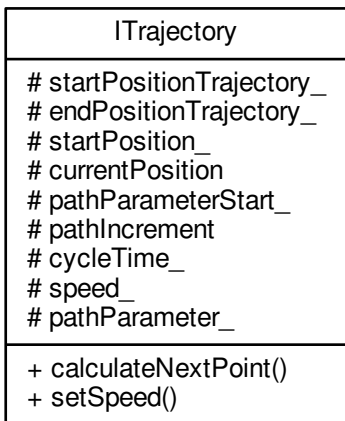 ITrajectory
# startPositionTrajectory_
# endPositionTrajectory_
# startPosition_
# currentPosition
# pathParameterStart_
# pathIncrement
# cycleTime_
# speed_
# pathParameter_
+ calculateNextPoint()
+ setSpeed()